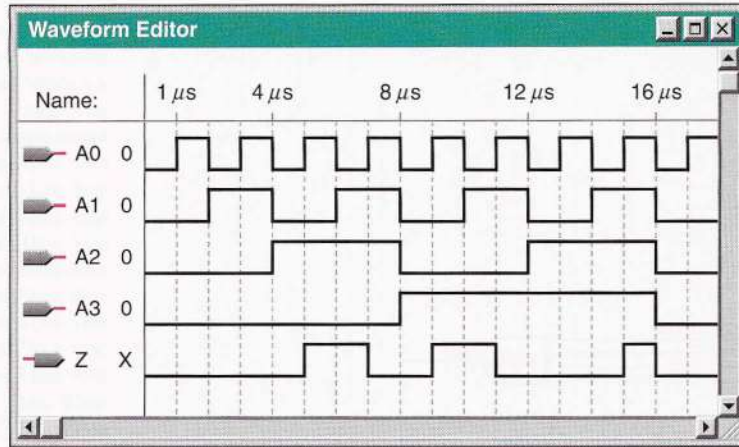 Waveform Editor
Name: 1 μs 4 μs 8 μs 12 μs 16 μs
A0 0
A1 0
A2 0
A3 0
Z X